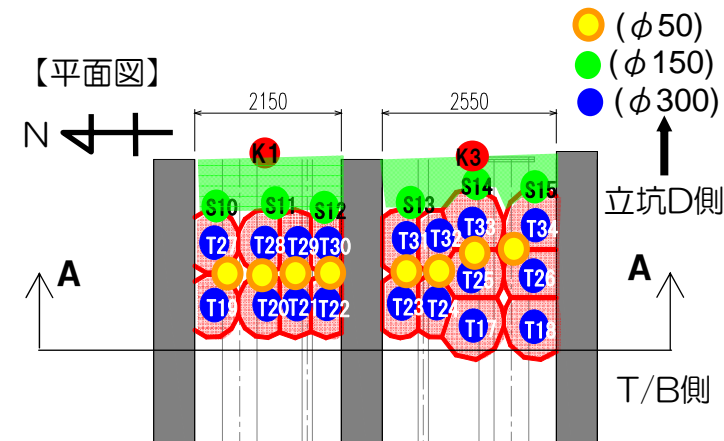 (φ50)
(φ150)
(φ300)
【平面図】
N
2150
2550
K1
K3
立坑D側
S10
S11
S12
S13
S14
S15
T27
T28
T29
T30
T31
T32
T33
T34
A
A
T25
T26
T19
T20
T21
T22
T23
T24
T17
T18
T/B側